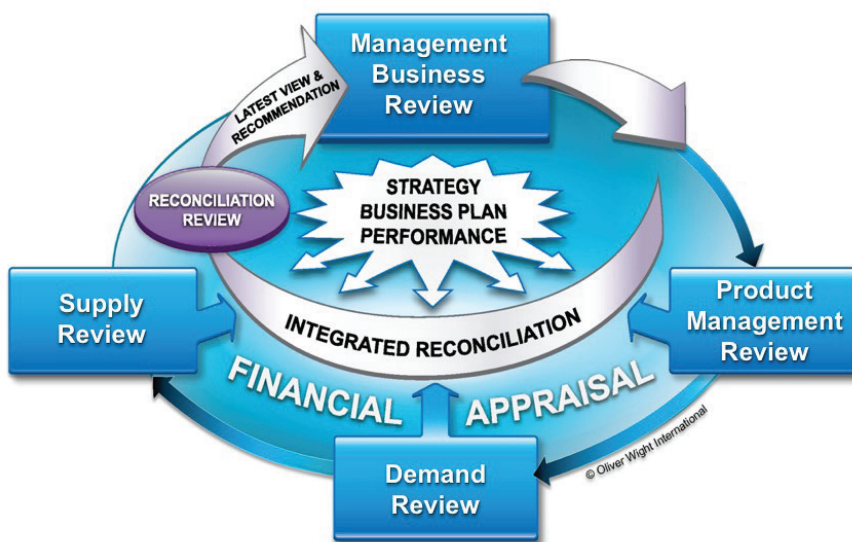 Management
Business
Review
LATEST VIEW &
RECOMMENDATION
RECONCILIATION
REVIEW
STRATEGY
BUSINESS PLAN
PERFORMANCE
Supply
Review
Product
Management
Review
INTEGRATED RECONCILIATION
FINANCIAL APPRAISAL
Demand
Review
© Oliver Wight International